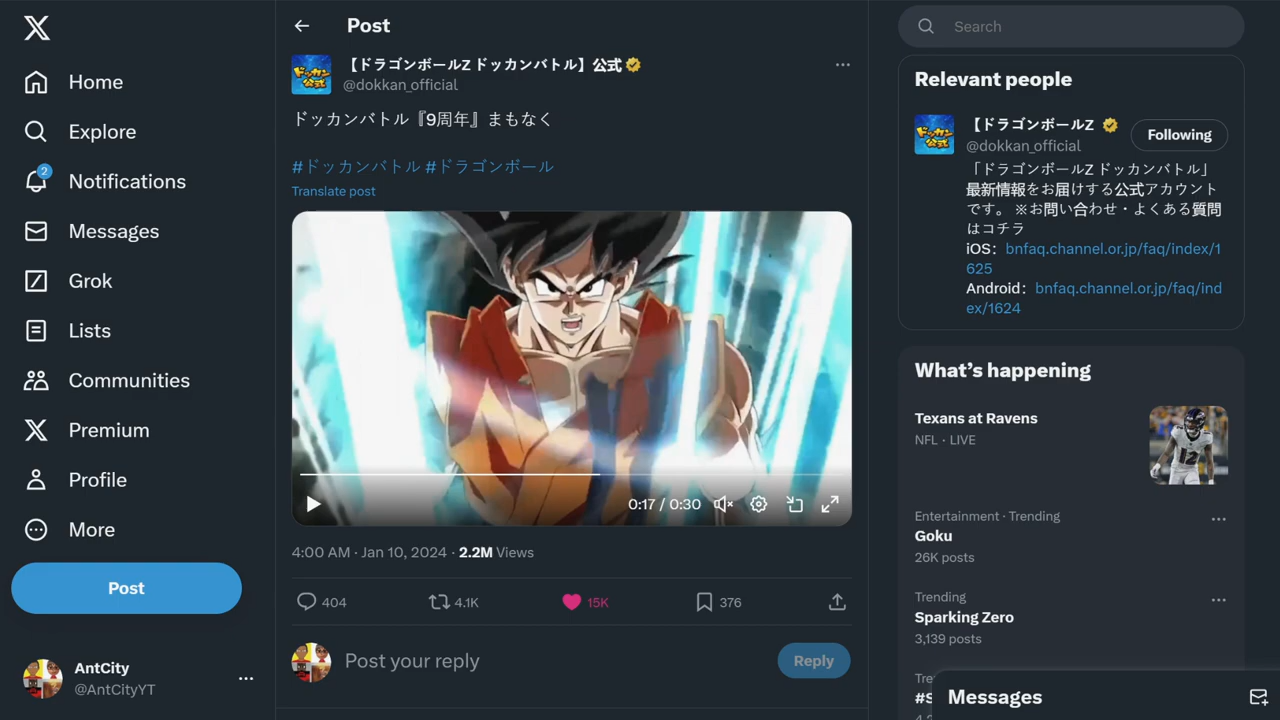 Home
Explore
2
Notifications
Messages
Grok
Lists
Communities
Premium
Profile
More
Post
AntCity
@AntCityYT
Post
【ドラゴンボールZ ドッカンバトル】公式
@dokkan_official
ドッカンバトル『9周年』まもなく
#ドッカンバトル #ドラゴンボール
Translate post
0:17 / 0:30
4:00 AM · Jan 10, 2024 · 2.2M Views
404
4.1K
15K
376
Post your reply
Reply
Search
Relevant people
【ドラゴンボールZ
@dokkan_official
Following
「ドラゴンボールZ ドッカンバトル」
最新情報をお届けする公式アカウント
です。 ※お問い合わせ・よくある質問
はコチラ
iOS： bnfaq.channel.or.jp/faq/index/1
625
Android： bnfaq.channel.or.jp/faq/ind
ex/1624
What's happening
Texans at Ravens
NFL · LIVE
Entertainment · Trending
Goku
26K posts
Trending
Sparking Zero
3,139 posts
Messages